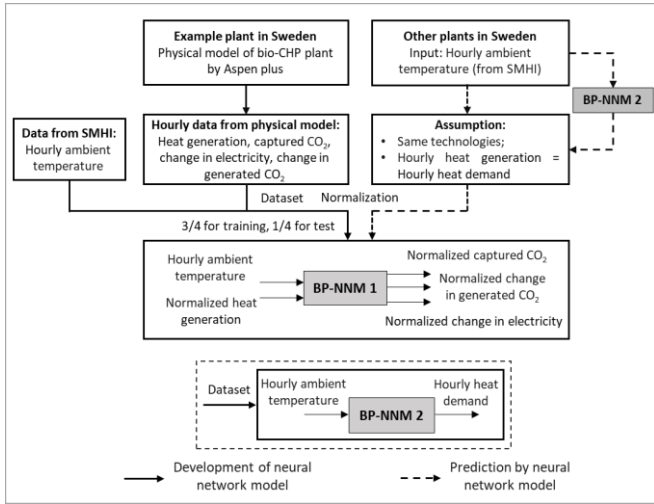 Example plant in Sweden
Physical model of bio-CHP plant
by Aspen plus
Other plants in Sweden
Input: Hourly ambient
temperature (from SMHI)
BP-NNM 2
Data from SMHI:
Hourly ambient
temperature
Hourly data from physical model:
Heat generation, captured CO₂,
change in electricity, change in
generated CO₂
Assumption:
• Same technologies;
• Hourly heat generation =
Hourly heat demand
Dataset
Normalization
3/4 for training, 1/4 for test
Hourly ambient
temperature
Normalized heat
generation
BP-NNM 1
Normalized captured CO₂
Normalized change
in generated CO₂
Normalized change in electricity
Dataset
Hourly ambient
temperature
BP-NNM 2
Hourly heat
demand
Development of neural
network model
Prediction by neural
network model